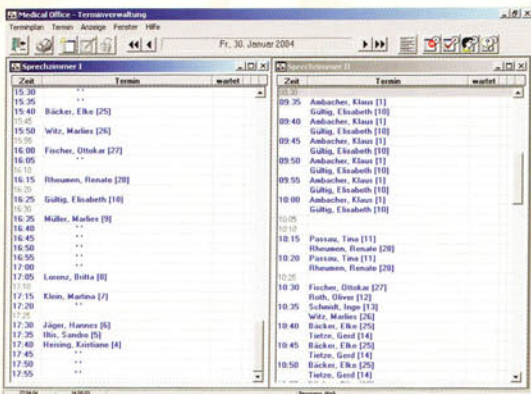 Medical Office - Terminverwaltung
Terminplan Termin Anzeige Fenster Hilfe
Fr, 30. Januar 2004
Sprechzimmer I
Zeit Termin wartet
15:30 ''
15:35 ''
15:40 Bäcker, Elke [25]
15:45
15:50 Witz, Marlies [26]
15:55
16:00 Fischer, Ottokar [27]
16:05 ''
16:10
16:15 Rheumen, Renate [28]
16:20
16:25 Gültig, Elisabeth [10]
16:30
16:35 Müller, Marlies [9]
16:40 ''
16:45 ''
16:50 ''
16:55 ''
17:00 ''
17:05 Lorenz, Britta [8]
17:10
17:15 Klein, Martina [7]
17:20 ''
17:25
17:30 Jäger, Hannes [6]
17:35 Iltis, Sandro [5]
17:40 Heising, Kristiane [4]
17:45 ''
17:50 ''
17:55 ''
Sprechzimmer II
Zeit Termin wartet
09:30
09:35 Ambacher, Klaus [1]
Gültig, Elisabeth [10]
09:40 Ambacher, Klaus [1]
Gültig, Elisabeth [10]
09:45 Ambacher, Klaus [1]
Gültig, Elisabeth [10]
09:50 Ambacher, Klaus [1]
Gültig, Elisabeth [10]
09:55 Ambacher, Klaus [1]
Gültig, Elisabeth [10]
10:00 Ambacher, Klaus [1]
Gültig, Elisabeth [10]
10:05
10:10
10:15 Passau, Tina [11]
Rheumen, Renate [28]
10:20 Passau, Tina [11]
Rheumen, Renate [28]
10:25
10:30 Fischer, Ottokar [27]
Roth, Oliver [12]
10:35 Schmidt, Inge [13]
Witz, Marlies [26]
10:40 Bäcker, Elke [25]
Tietze, Gerd [14]
10:45 Bäcker, Elke [25]
Tietze, Gerd [14]
10:50 Bäcker, Elke [25]
Tietze, Gerd [14]